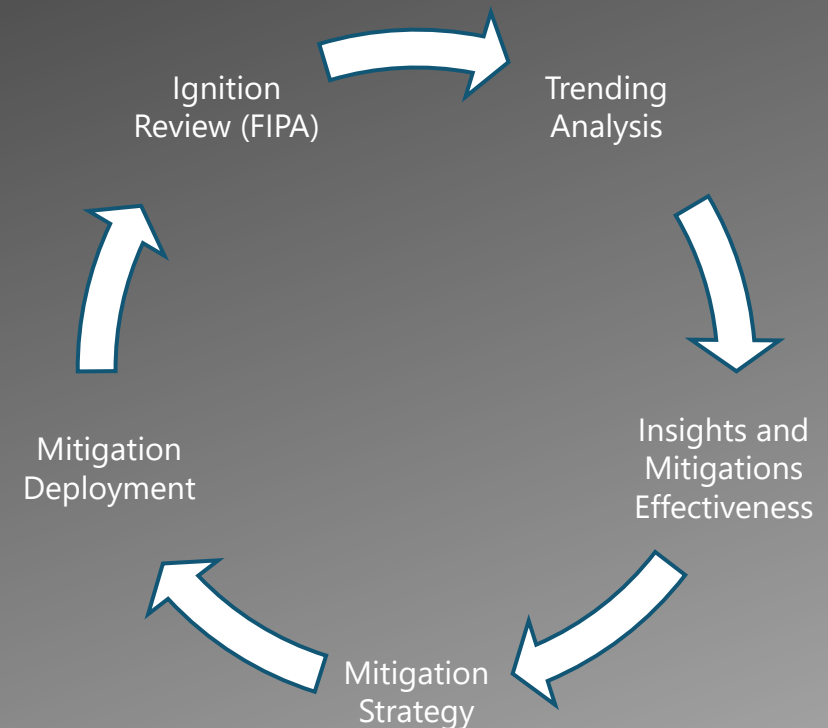 Ignition
Review (FIPA)
Trending
Analysis
Insights and
Mitigations
Effectiveness
Mitigation
Strategy
Mitigation
Deployment